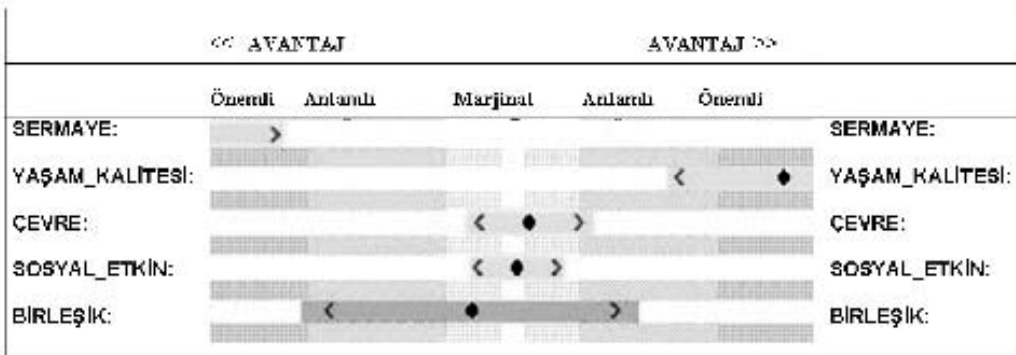 << AVANTAJ AVANTAJ >>
Önemli Anlamlı Marjinal Anlamlı Önemli
SERMAYE: SERMAYE:
YAŞAM_KALİTESİ: YAŞAM_KALİTESİ:
ÇEVRE: ÇEVRE:
SOSYAL_ETKİN: SOSYAL_ETKİN:
BİRLEŞİK: BİRLEŞİK: